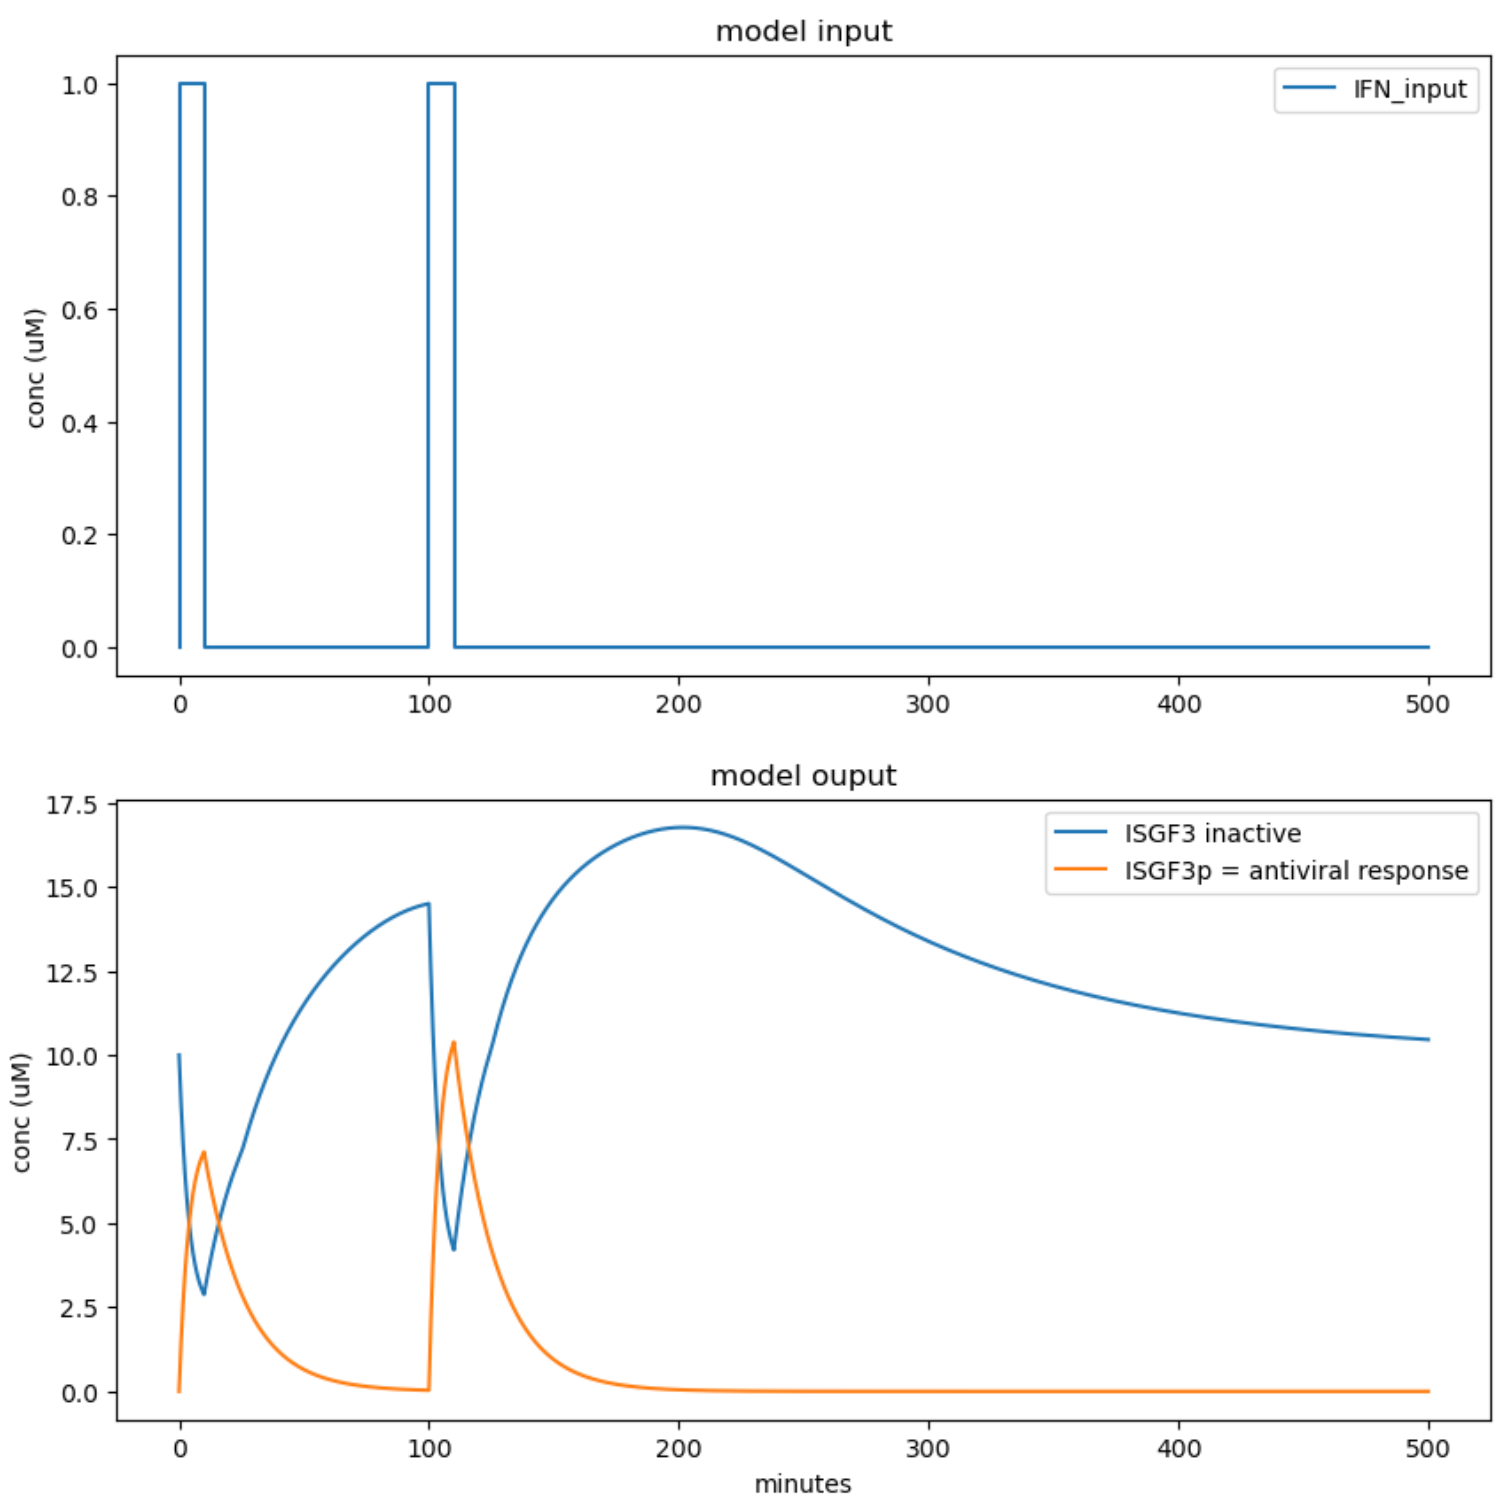 model input
IFN_input
1.0
0.8
0.6
0.4
0.2
0.0
conc (uM)
0 100 200 300 400 500
model ouput
ISGF3 inactive
ISGF3p = antiviral response
17.5
15.0
12.5
10.0
7.5
5.0
2.5
0.0
conc (uM)
0 100 200 300 400 500
minutes